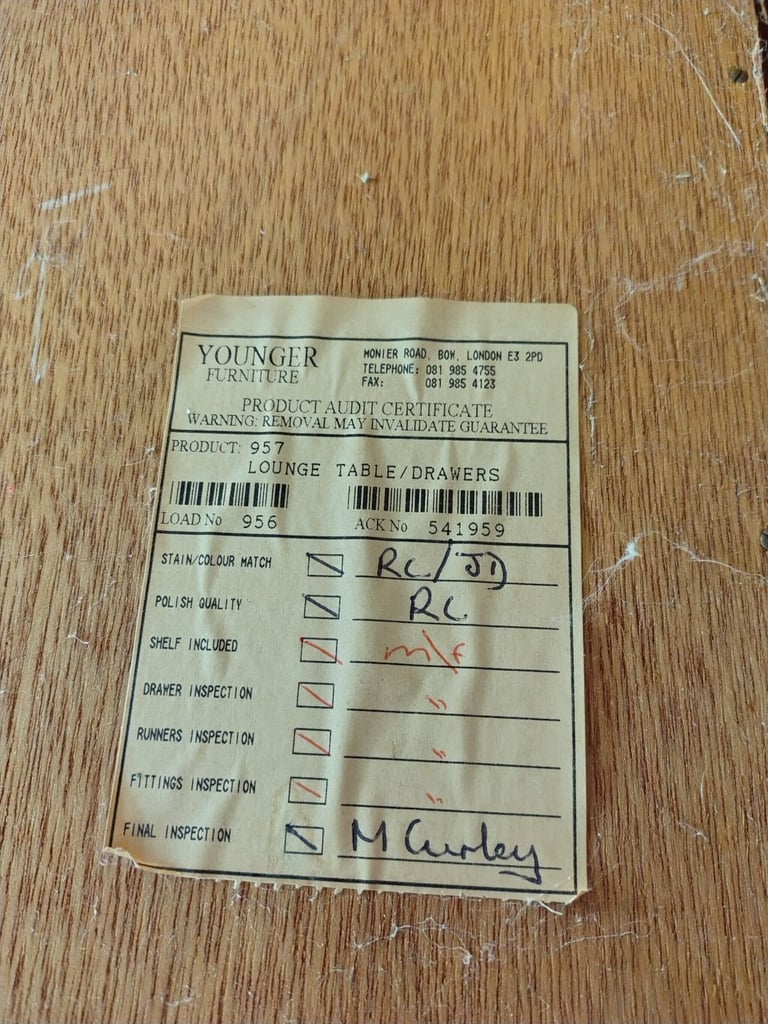 YOUNGER
FURNITURE
MONIER ROAD, BOW, LONDON E3 2PD
TELEPHONE: 081 985 4755
FAX: 081 985 4123
PRODUCT AUDIT CERTIFICATE
WARNING: REMOVAL MAY INVALIDATE GUARANTEE
PRODUCT: 957
LOUNGE TABLE/DRAWERS
LOAD No 956 ACK No 541959
STAIN/COLOUR MATCH RC/JD
POLISH QUALITY RC
SHELF INCLUDED m/f
DRAWER INSPECTION "
RUNNERS INSPECTION "
FITTINGS INSPECTION "
FINAL INSPECTION M Curley